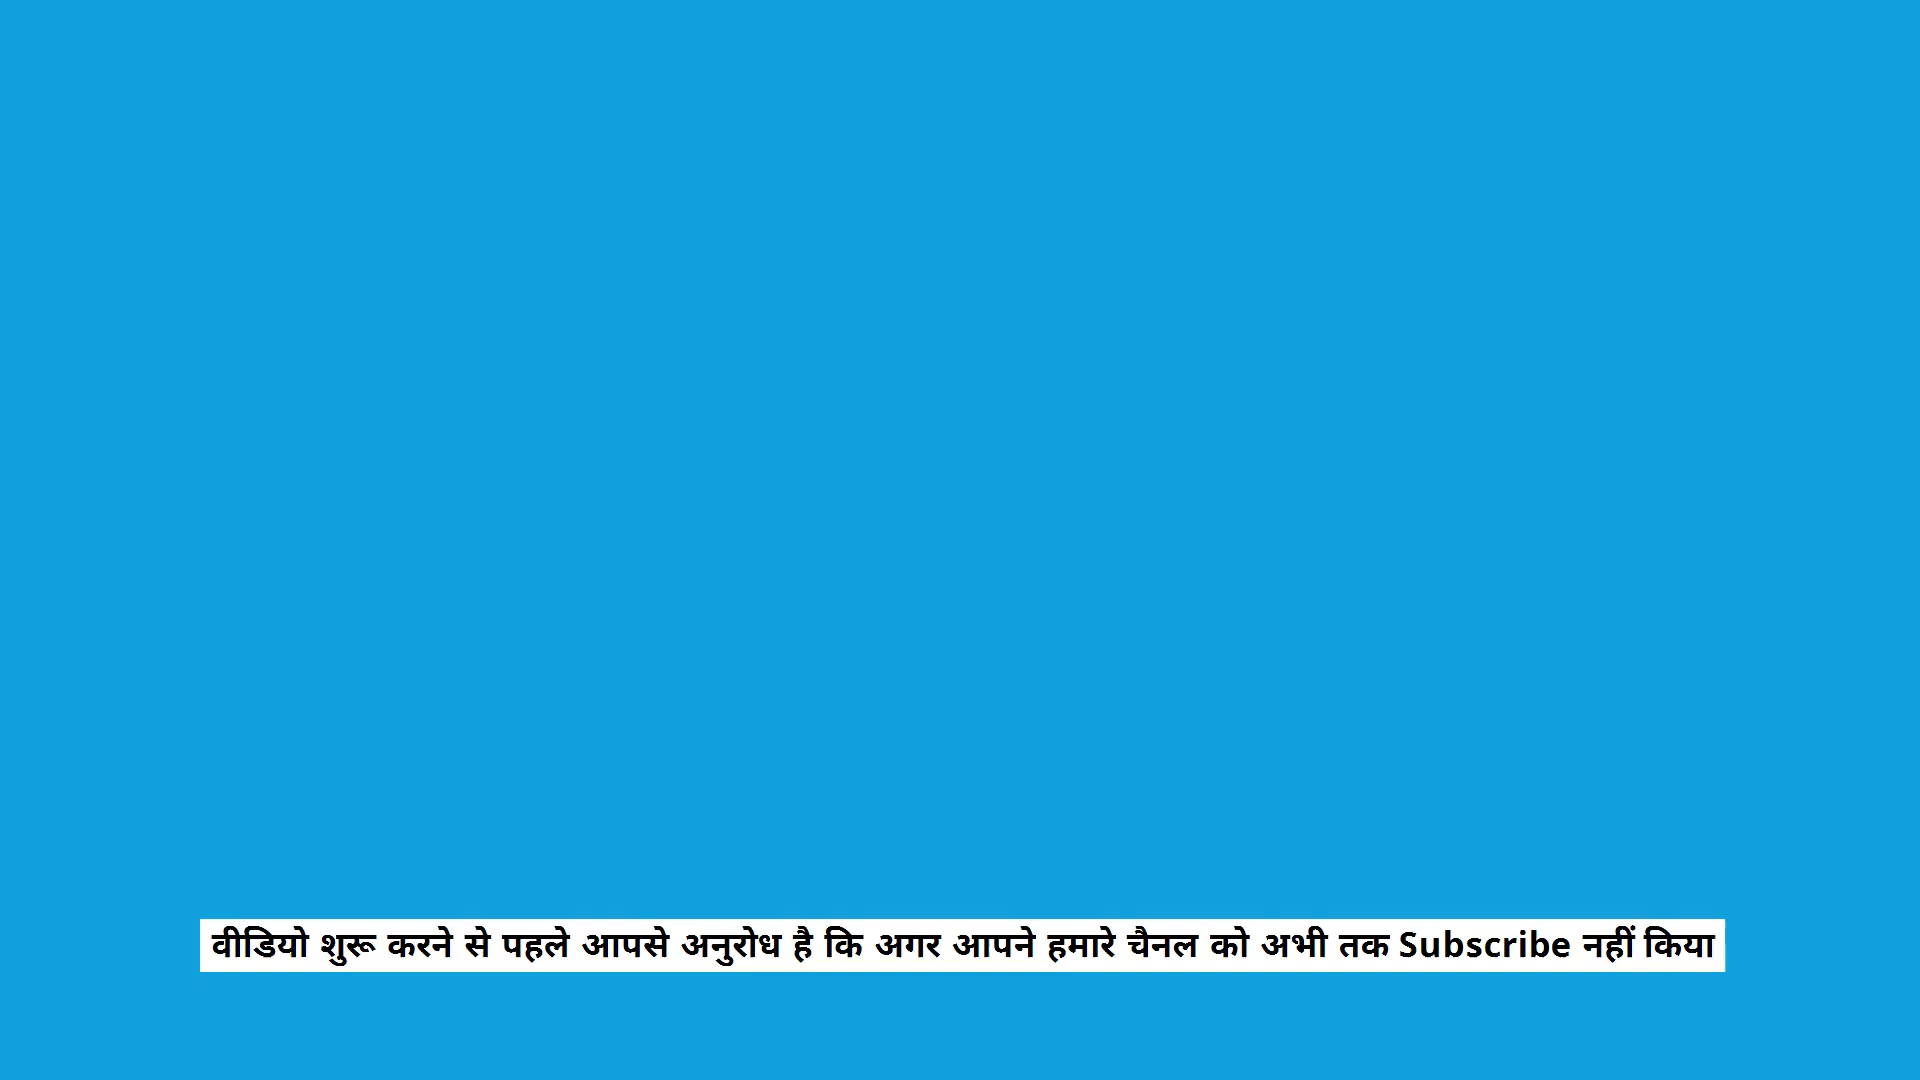 वीडियो शुरू करने से पहले आपसे अनुरोध है कि अगर आपने हमारे चैनल को अभी तक Subscribe नहीं किया